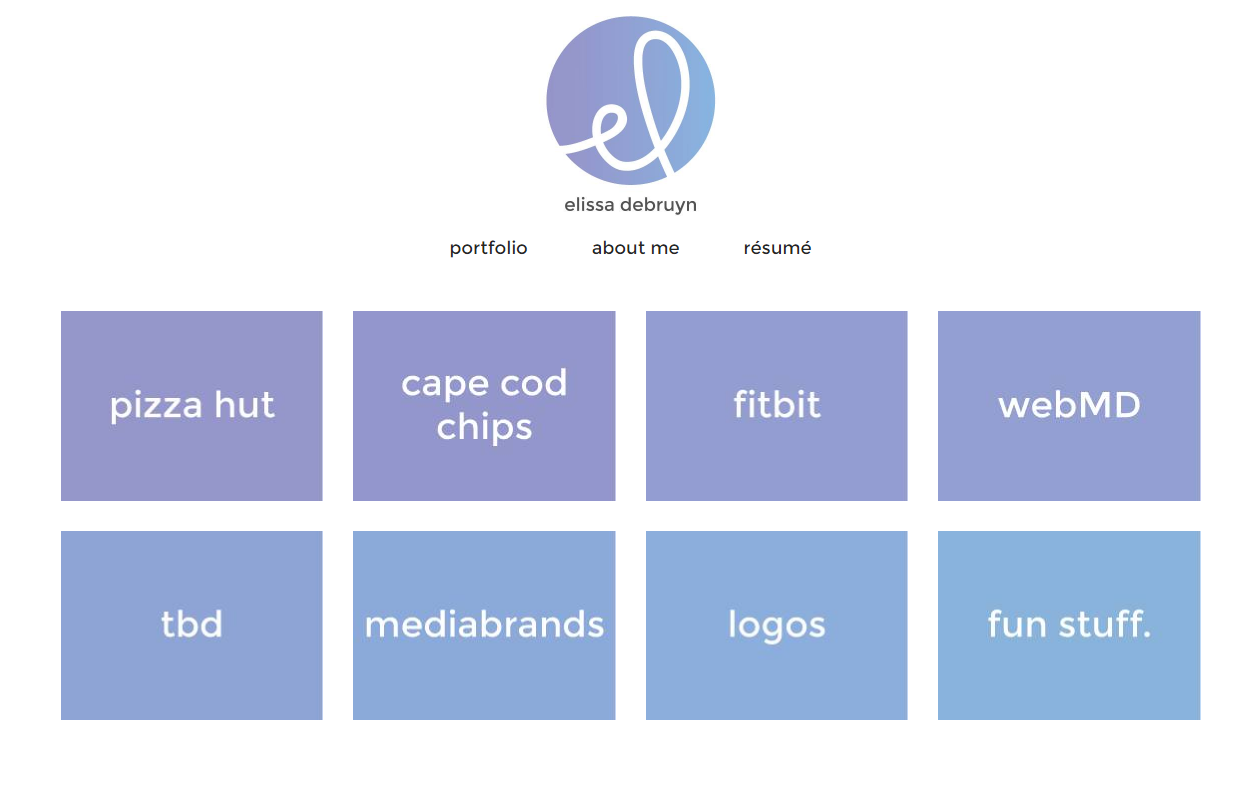 el
elissa debruyn
portfolio about me résumé
pizza hut
cape cod
chips
fitbit
webMD
tbd
mediabrands
logos
fun stuff.